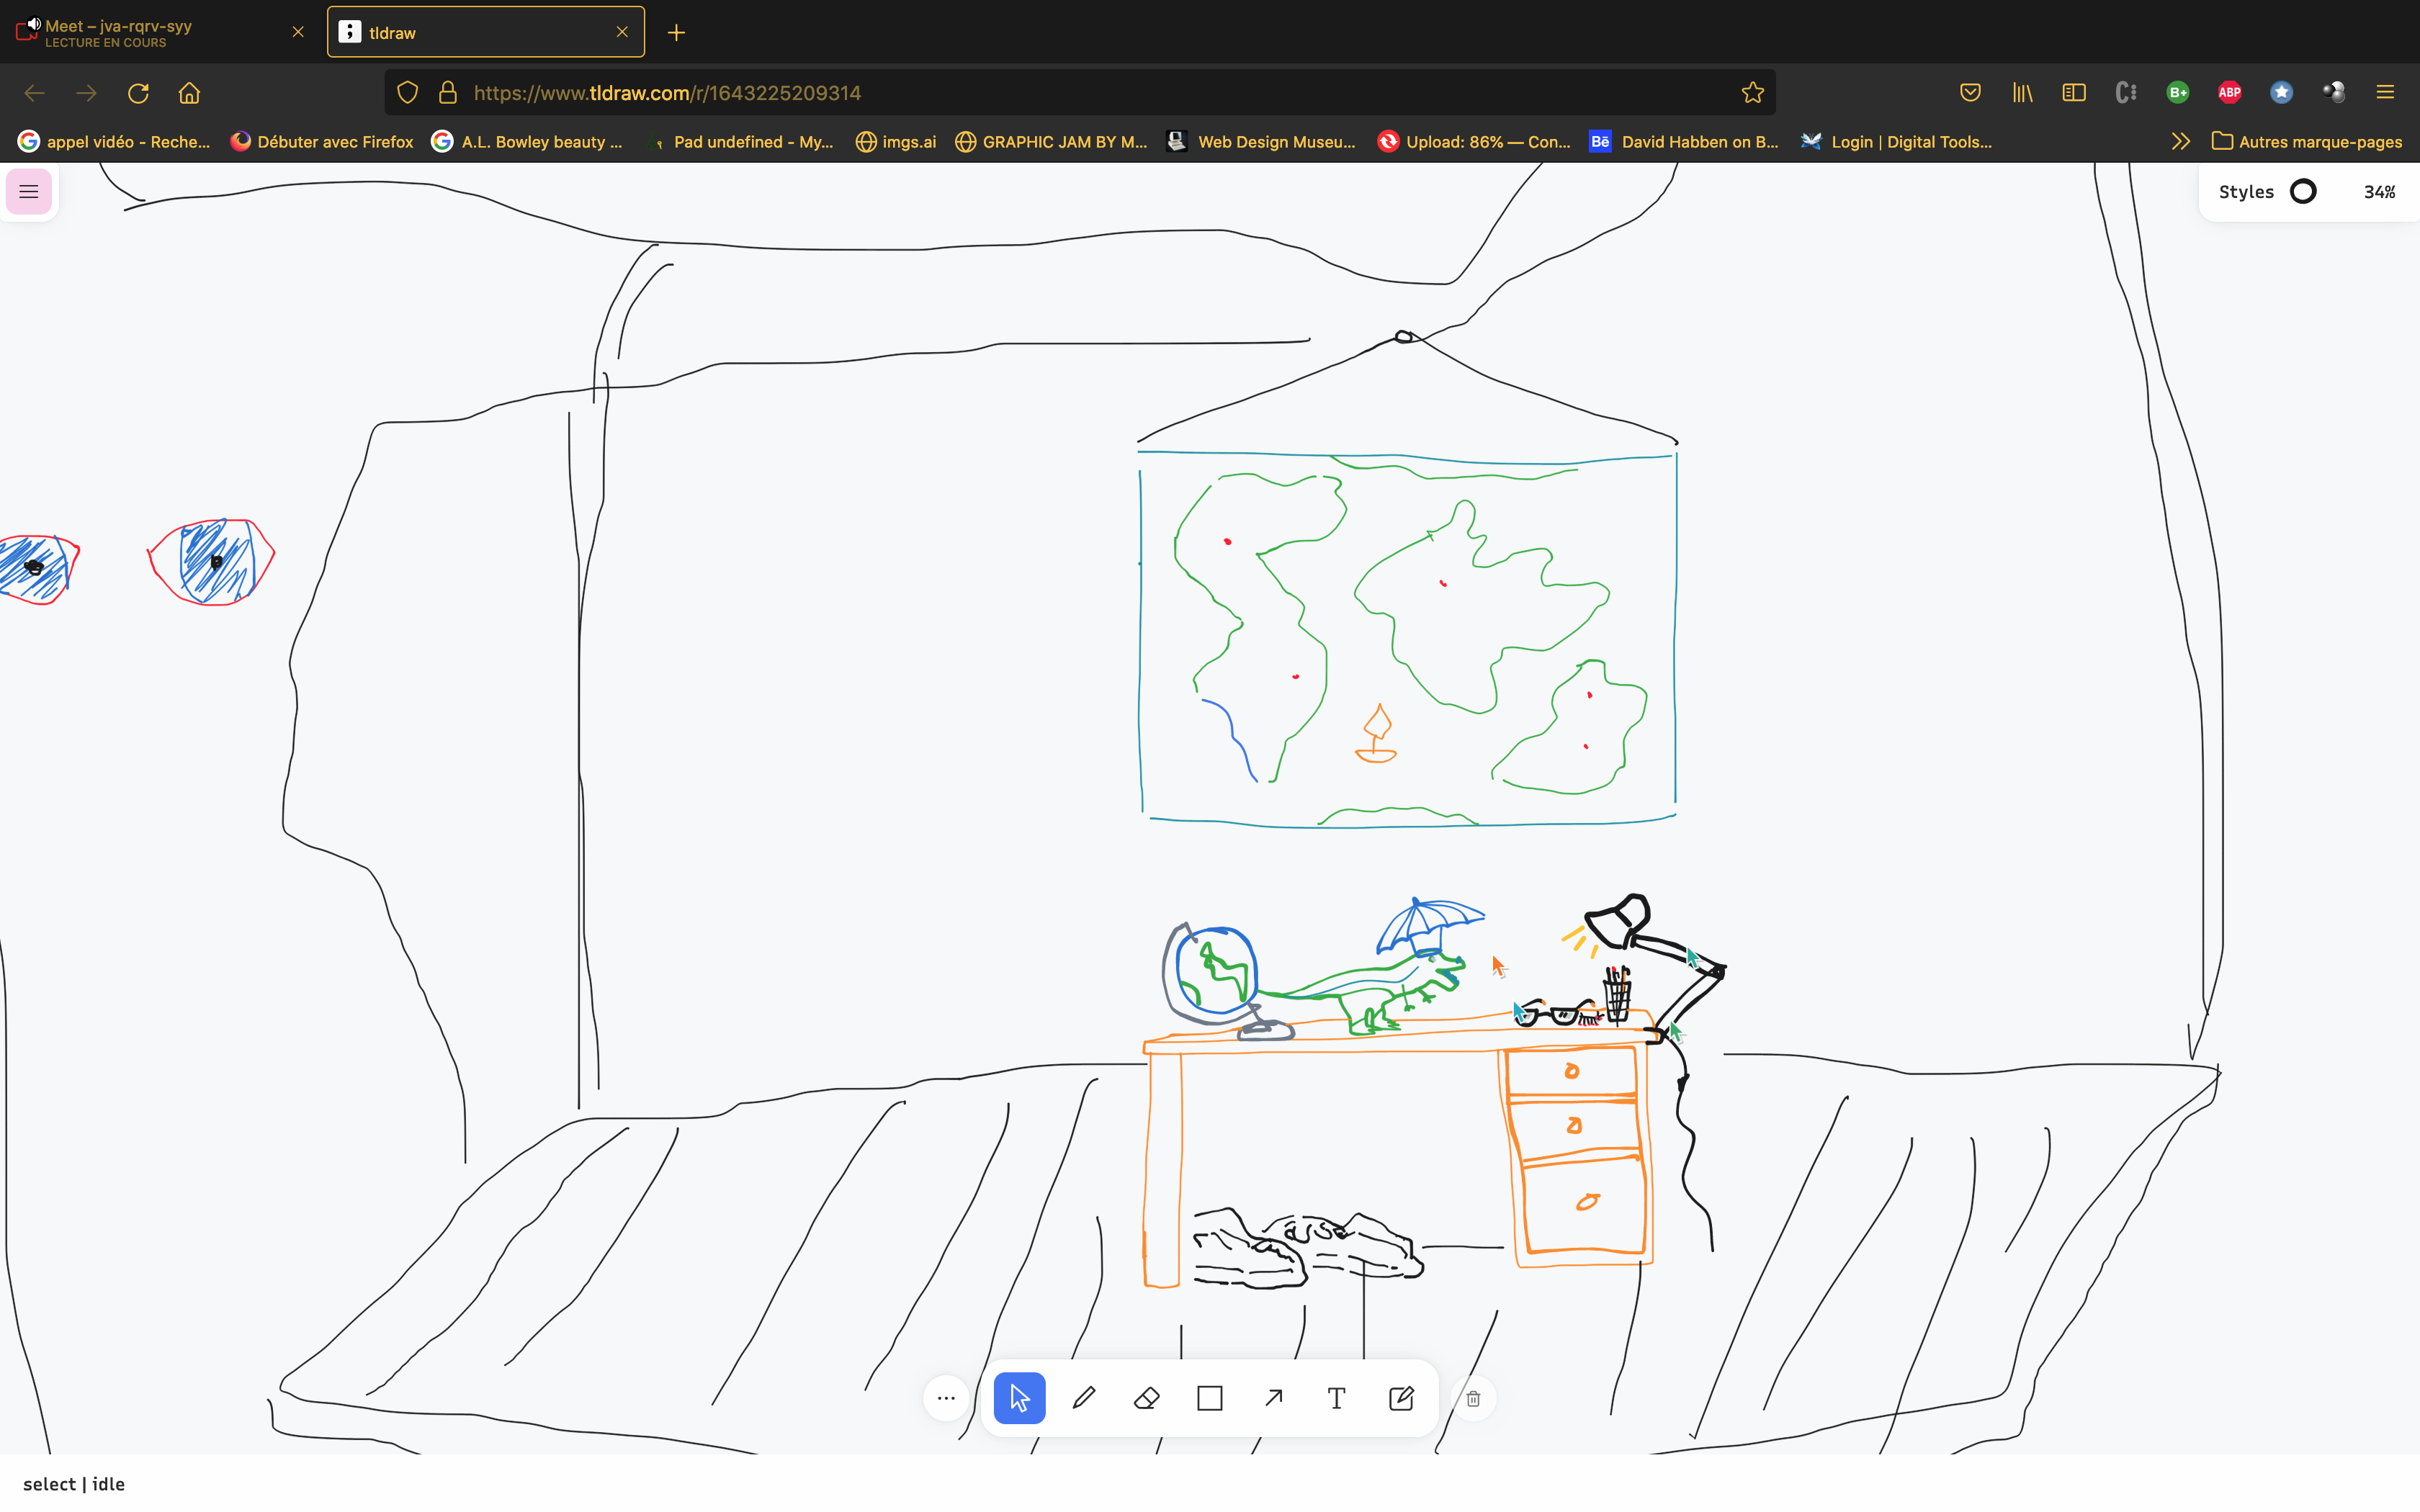 Meet – jva-rqrv-syy
LECTURE EN COURS
tldraw
https://www.tldraw.com/r/1643225209314
ABP
B+
appel vidéo - Reche...
Débuter avec Firefox
A.L. Bowley beauty ...
Pad undefined - My...
imgs.ai
GRAPHIC JAM BY M...
Web Design Museu...
Upload: 86% — Con...
Bē
David Habben on B...
Login | Digital Tools...
Autres marque-pages
Styles
34%
select | idle